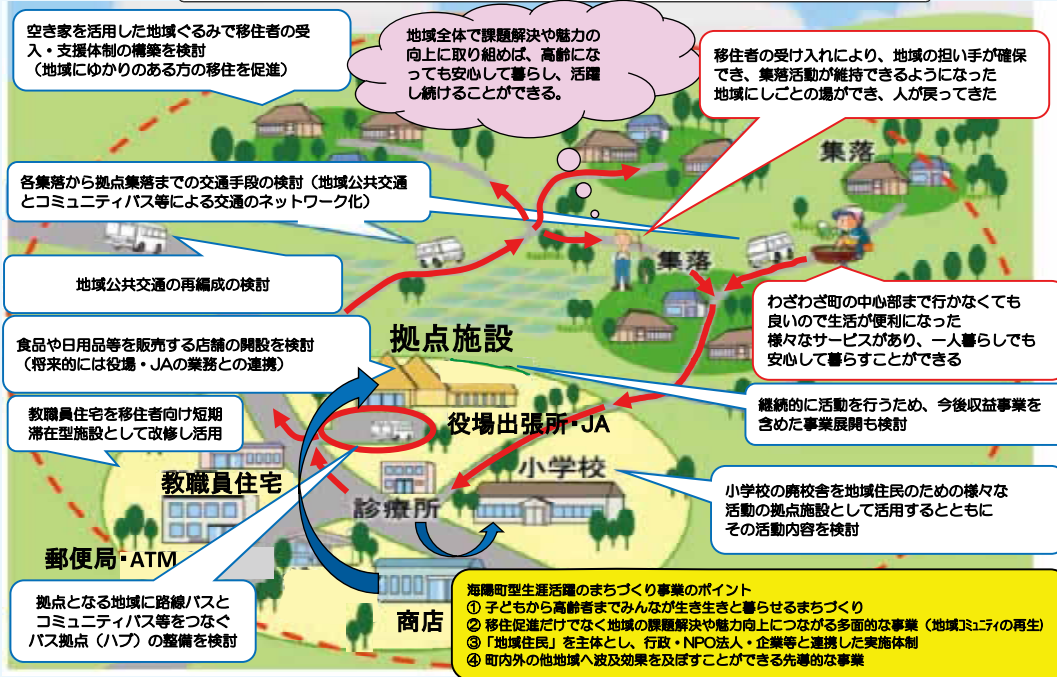 空き家を活用した地域ぐるみで移住者の受
入・支援体制の構築を検討
（地域にゆかりのある方の移住を促進）
地域全体で課題解決や魅力の
向上に取り組めば、高齢にな
っても安心して暮らし、活躍
し続けることができる。
移住者の受け入れにより、地域の担い手が確保
でき、集落活動が維持できるようになった
地域にしごとの場ができ、人が戻ってきた
集落
各集落から拠点集落までの交通手段の検討（地域公共交通
とコミュニティバス等による交通のネットワーク化）
集落
地域公共交通の再編成の検討
わざわざ町の中心部まで行かなくても
良いので生活が便利になった
様々なサービスがあり、一人暮らしでも
安心して暮らすことができる
拠点施設
食品や日用品等を販売する店舗の開設を検討
（将来的には役場・JAの業務との連携）
継続的に活動を行うため、今後収益事業を
含めた事業展開も検討
教職員住宅を移住者向け短期
滞在型施設として改修し活用
役場出張所・JA
小学校
教職員住宅
診療所
小学校の廃校舎を地域住民のための様々な
活動の拠点施設として活用するとともに
その活動内容を検討
郵便局・ATM
拠点となる地域に路線バスと
コミュニティバス等をつなぐ
バス拠点（ハブ）の整備を検討
商店
海陽町型生涯活躍のまちづくり事業のポイント
① 子どもから高齢者までみんなが生き生きと暮らせるまちづくり
② 移住促進だけでなく地域の課題解決や魅力向上につながる多面的な事業（地域コミュニティの再生）
③ 「地域住民」を主体とし、行政・NPO法人・企業等と連携した実施体制
④ 町内外の他地域へ波及効果を及ぼすことができる先導的な事業